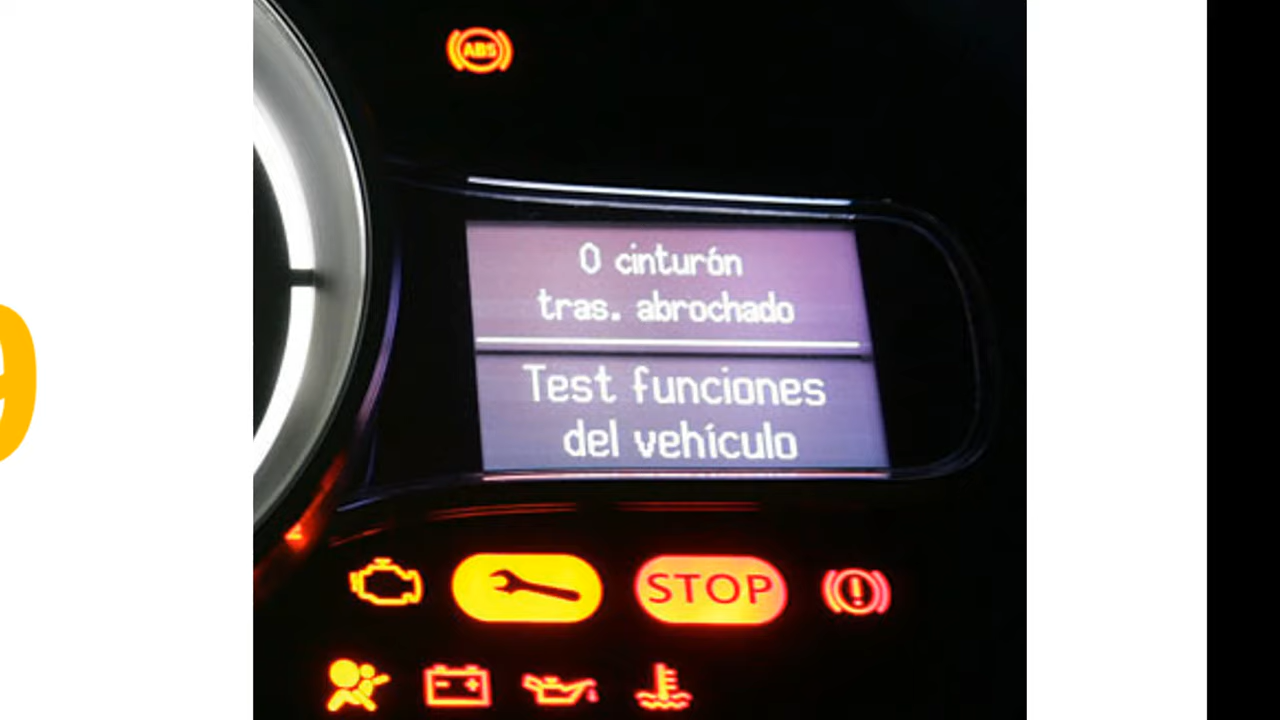 ABS
0 cinturón
tras. abrochado
Test funciones
del vehículo
STOP